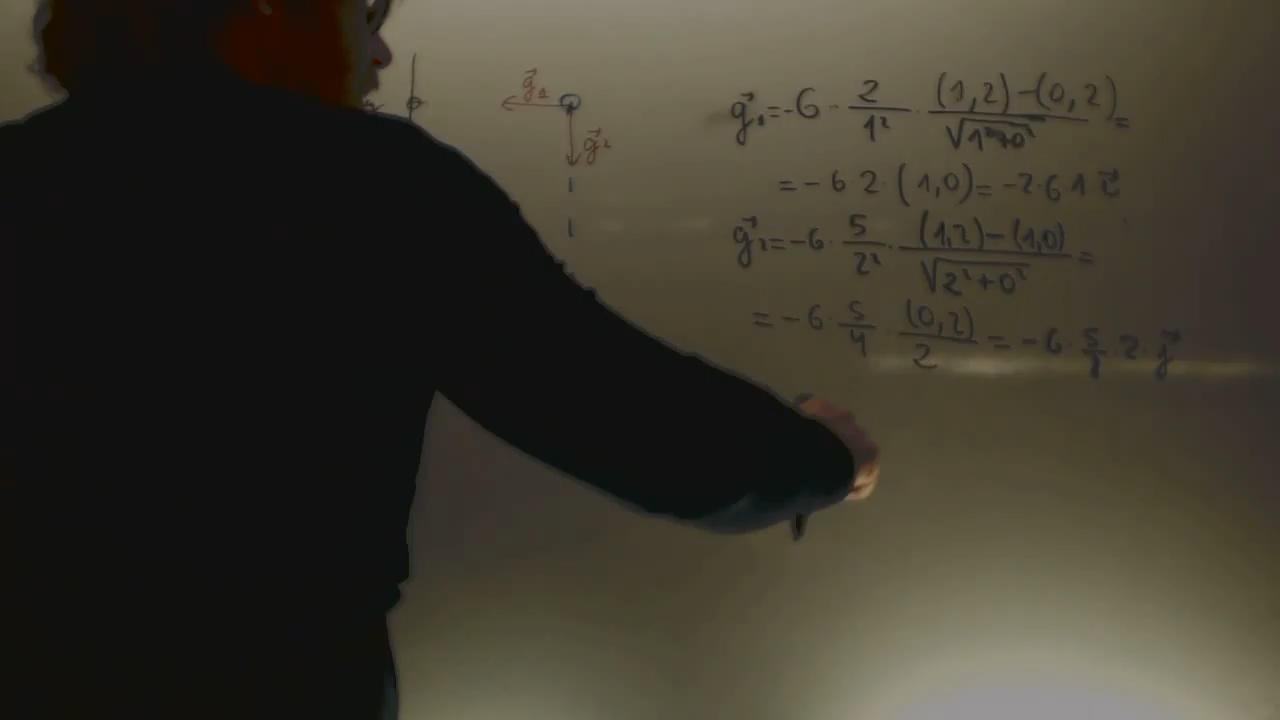 g⃗₁
g⃗₂
g⃗₁=-G · 2/1² · (1,2)-(0,2)/√1²+0² =
= - G 2 · (1,0) = -2·G 1 i⃗
g⃗₂=-G · 5/2² · (1,2)-(1,0)/√2²+0² =
= - G · 5/4 · (0,2)/2 = - G · 5/8 · 2 · j⃗